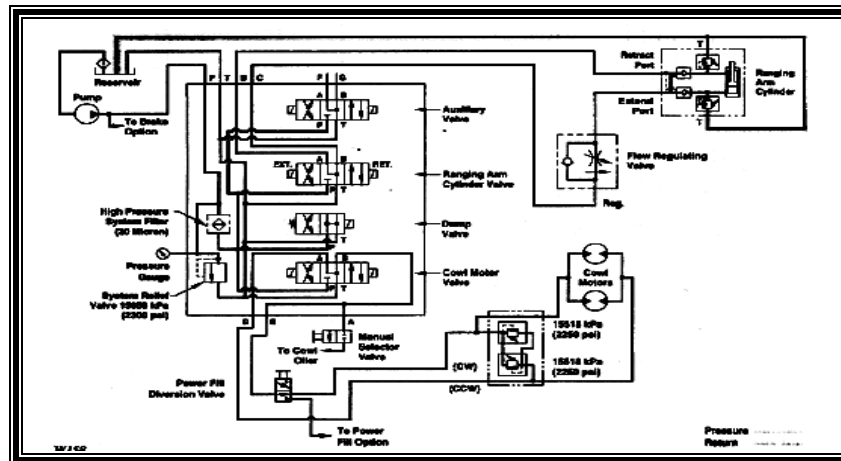 Reservoir
Pump
To Brake
Option
P T B C
F G
A B
P T
Auxiliary
Valve
EXT.
A B
RET.
P T
Ranging Arm
Cylinder Valve
High Pressure
System Filter
(20 Micron)
T
Dump
Valve
Pressure
Gauge
A B
P T
Cowl Motor
Valve
System Relief
Valve
(2300 psi)
A
Manual
Selector
Valve
To Cowl
Power Fill
Diversion Valve
To Power
Fill Option
T
Retract
Port
Ranging
Arm
Cylinder
Extend
Port
T
Flow Regulating
Valve
Reg.
Cowl
Motors
15515 kPa
(2250 psi)
15515 kPa
(2250 psi)
(CW)
(CCW)
Pressure
Return